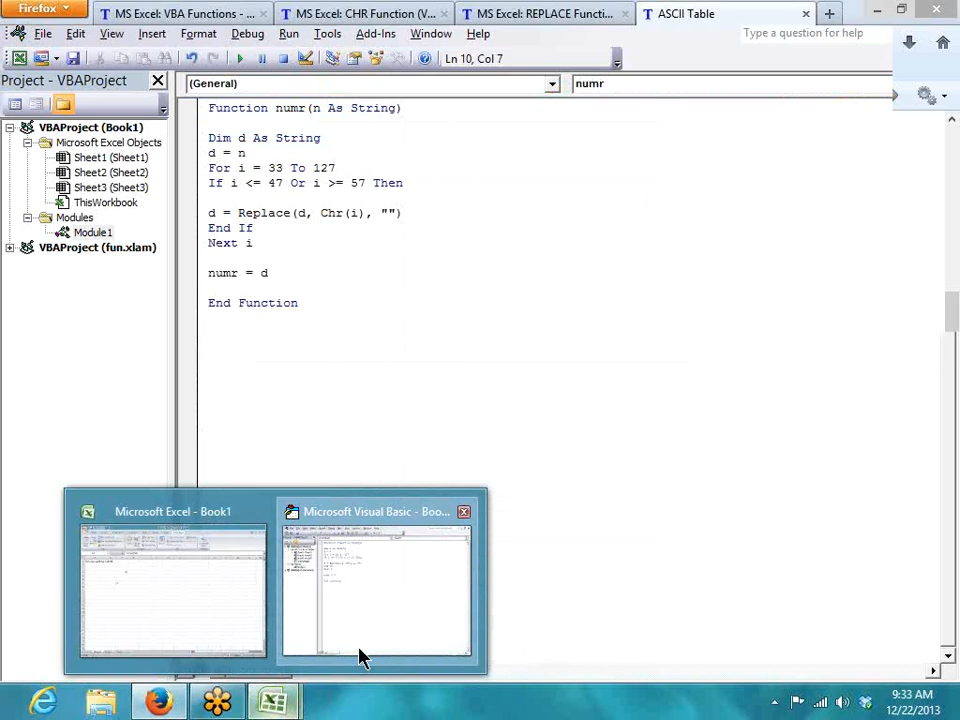 Firefox
MS Excel: VBA Functions - ...
MS Excel: CHR Function (V...
MS Excel: REPLACE Functi...
ASCII Table
File Edit View Insert Format Debug Run Tools Add-Ins Window Help
Type a question for help
Ln 10, Col 7
Project - VBAProject
(General)
numr
VBAProject (Book1)
Microsoft Excel Objects
Sheet1 (Sheet1)
Sheet2 (Sheet2)
Sheet3 (Sheet3)
ThisWorkbook
Modules
Module1
VBAProject (fun.xlam)
Function numr(n As String)
Dim d As String
d = n
For i = 33 To 127
If i <= 47 Or i >= 57 Then
d = Replace(d, Chr(i), "")
End If
Next i
numr = d
End Function
Microsoft Excel - Book1
Microsoft Visual Basic - Boo...
9:33 AM
12/22/2013